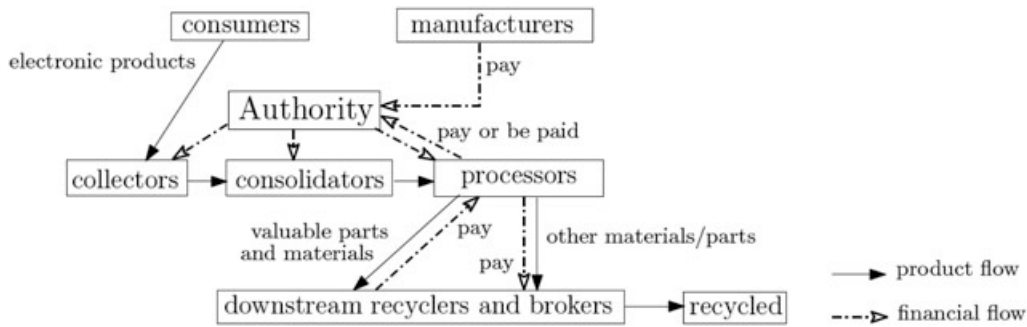 consumers
manufacturers
electronic products
pay
Authority
pay or be paid
collectors
consolidators
processors
valuable parts
and materials
pay
pay
other materials/parts
downstream recyclers and brokers
recycled
product flow
financial flow